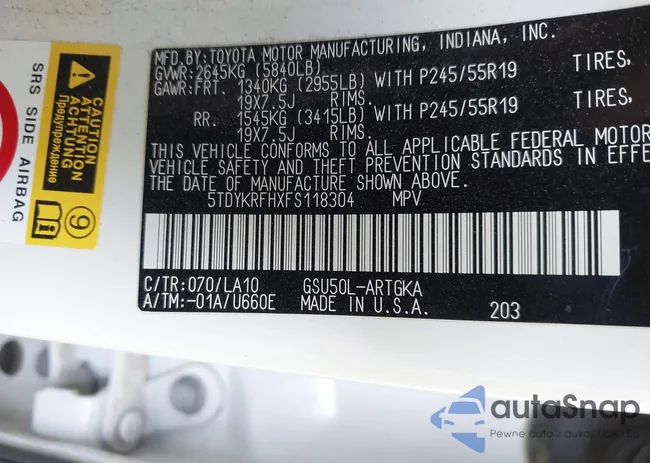 MFD. BY: TOYOTA MOTOR MANUFACTURING, INDIANA, INC.
GVWR: 2645KG (5840LB)
GAWR: FRT. 1340KG (2955LB) WITH P245/55R19 TIRES,
19X7.5J RIMS.
RR. 1545KG (3415LB) WITH P245/55R19 TIRES,
19X7.5J RIMS.
THIS VEHICLE CONFORMS TO ALL APPLICABLE FEDERAL MOTOR
VEHICLE SAFETY AND THEFT PREVENTION STANDARDS IN EFFE
DATE OF MANUFACTURE SHOWN ABOVE.
5TDYKRFHXFS118304 MPV
C/TR: 070/LA10 GSU50L-ARTGKA
A/TM: -01A/U660E MADE IN U.S.A. 203
SRS SIDE AIRBAG
CAUTION
ATTENTION
ACHTUNG
Предупреждение
9
autoSnap
Pewne auto